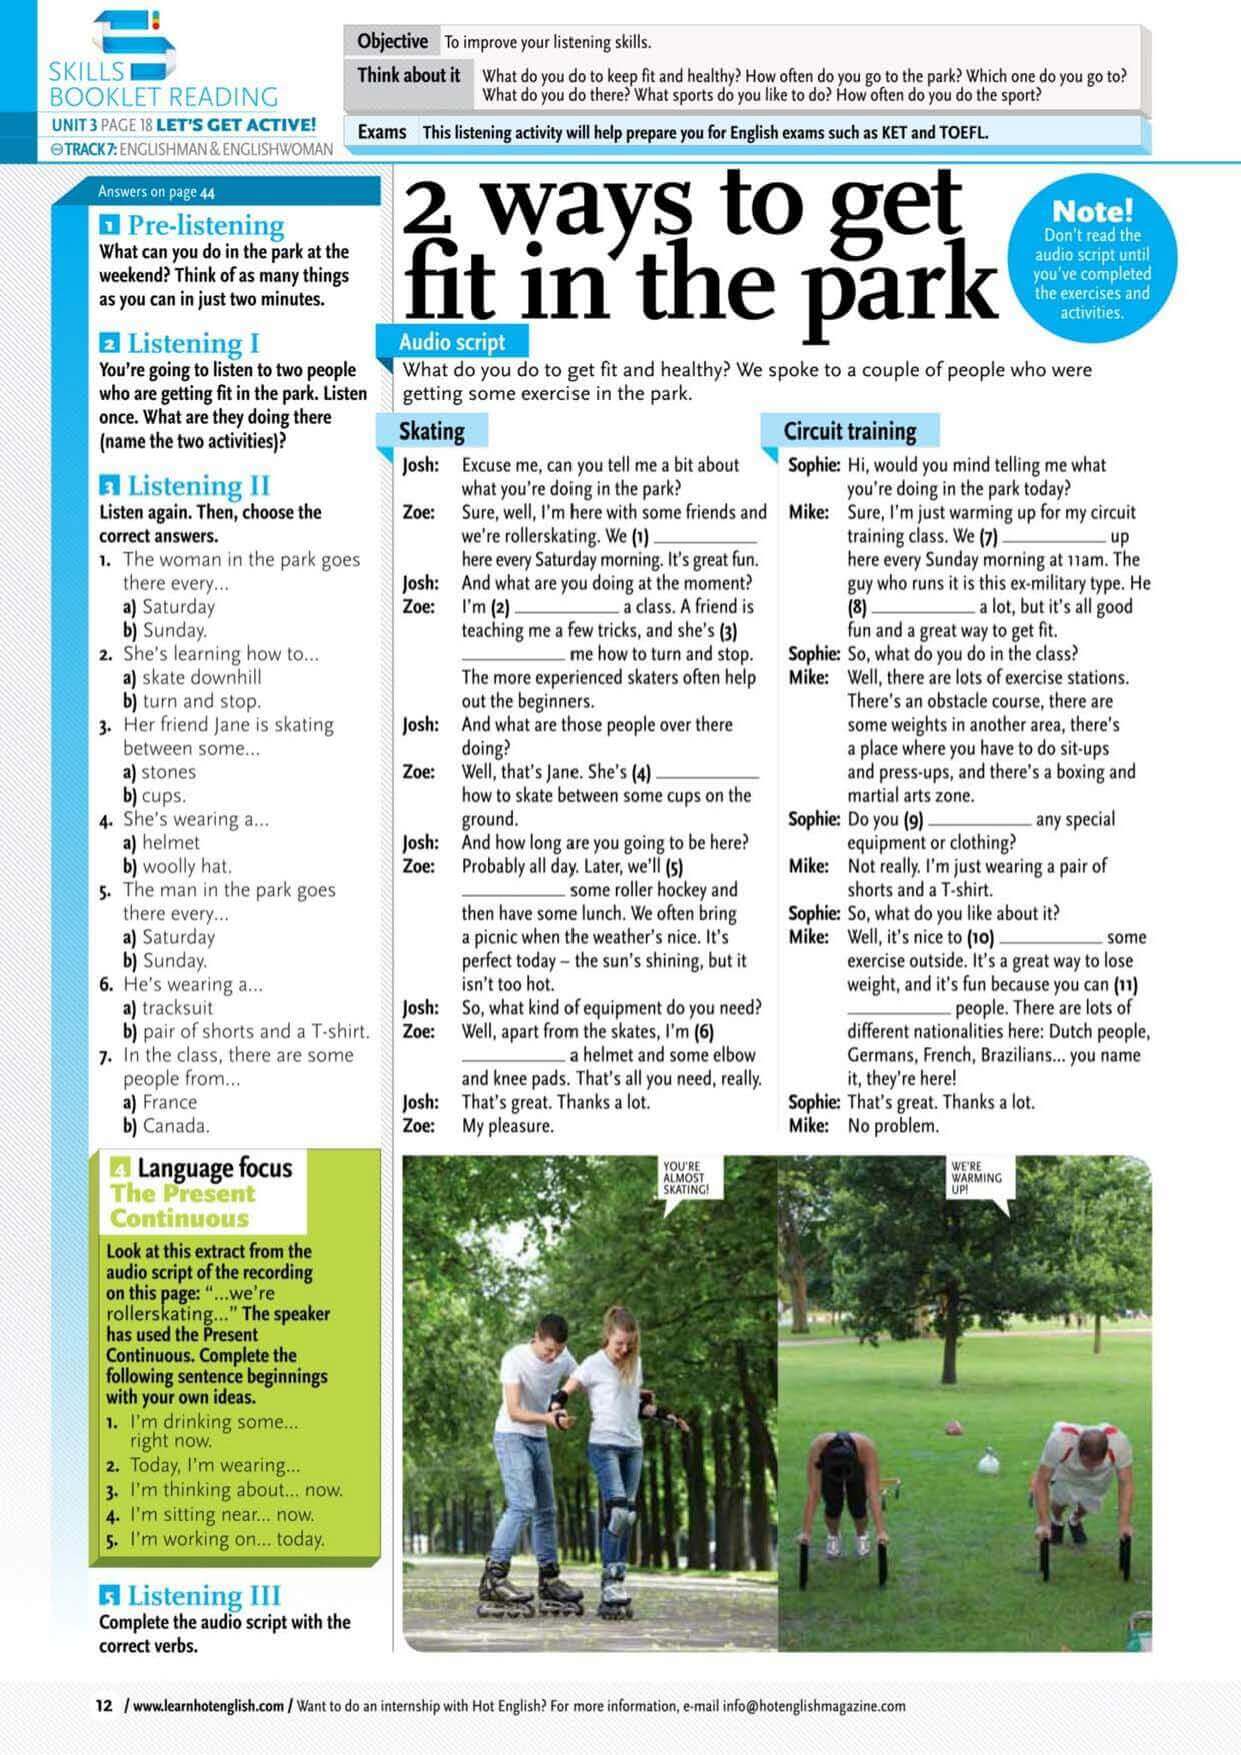 SKILLS
BOOKLET READING
UNIT 3 PAGE 18 LET'S GET ACTIVE!
TRACK 7: ENGLISHMAN & ENGLISHWOMAN
Objective To improve your listening skills.
Think about it What do you do to keep fit and healthy? How often do you go to the park? Which one do you go to?
What do you do there? What sports do you like to do? How often do you do the sport?
Exams This listening activity will help prepare you for English exams such as KET and TOEFL.
Answers on page 44
1 Pre-listening
What can you do in the park at the
weekend? Think of as many things
as you can in just two minutes.
2 Listening I
You're going to listen to two people
who are getting fit in the park. Listen
once. What are they doing there
(name the two activities)?
3 Listening II
Listen again. Then, choose the
correct answers.
1. The woman in the park goes
there every...
a) Saturday
b) Sunday.
2. She's learning how to...
a) skate downhill
b) turn and stop.
3. Her friend Jane is skating
between some...
a) stones
b) cups.
4. She's wearing a...
a) helmet
b) woolly hat.
5. The man in the park goes
there every...
a) Saturday
b) Sunday.
6. He's wearing a...
a) tracksuit
b) pair of shorts and a T-shirt.
7. In the class, there are some
people from...
a) France
b) Canada.
4 Language focus
The Present
Continuous
Look at this extract from the
audio script of the recording
on this page: "...we're
rollerskating..." The speaker
has used the Present
Continuous. Complete the
following sentence beginnings
with your own ideas.
1. I'm drinking some...
right now.
2. Today, I'm wearing...
3. I'm thinking about... now.
4. I'm sitting near... now.
5. I'm working on... today.
5 Listening III
Complete the audio script with the
correct verbs.
2 ways to get
fit in the park
Note!
Don't read the
audio script until
you've completed
the exercises and
activities.
Audio script
What do you do to get fit and healthy? We spoke to a couple of people who were
getting some exercise in the park.
Skating
Josh: Excuse me, can you tell me a bit about
what you're doing in the park?
Zoe: Sure, well, I'm here with some friends and
we're rollerskating. We (1) ____________
here every Saturday morning. It's great fun.
Josh: And what are you doing at the moment?
Zoe: I'm (2) ____________ a class. A friend is
teaching me a few tricks, and she's (3)
____________ me how to turn and stop.
The more experienced skaters often help
out the beginners.
Josh: And what are those people over there
doing?
Zoe: Well, that's Jane. She's (4) ____________
how to skate between some cups on the
ground.
Josh: And how long are you going to be here?
Zoe: Probably all day. Later, we'll (5)
____________ some roller hockey and
then have some lunch. We often bring
a picnic when the weather's nice. It's
perfect today – the sun's shining, but it
isn't too hot.
Josh: So, what kind of equipment do you need?
Zoe: Well, apart from the skates, I'm (6)
____________ a helmet and some elbow
and knee pads. That's all you need, really.
Josh: That's great. Thanks a lot.
Zoe: My pleasure.
Circuit training
Sophie: Hi, would you mind telling me what
you're doing in the park today?
Mike: Sure, I'm just warming up for my circuit
training class. We (7) ____________ up
here every Sunday morning at 11am. The
guy who runs it is this ex-military type. He
(8) ____________ a lot, but it's all good
fun and a great way to get fit.
Sophie: So, what do you do in the class?
Mike: Well, there are lots of exercise stations.
There's an obstacle course, there are
some weights in another area, there's
a place where you have to do sit-ups
and press-ups, and there's a boxing and
martial arts zone.
Sophie: Do you (9) ____________ any special
equipment or clothing?
Mike: Not really. I'm just wearing a pair of
shorts and a T-shirt.
Sophie: So, what do you like about it?
Mike: Well, it's nice to (10) ____________ some
exercise outside. It's a great way to lose
weight, and it's fun because you can (11)
____________ people. There are lots of
different nationalities here: Dutch people,
Germans, French, Brazilians... you name
it, they're here!
Sophie: That's great. Thanks a lot.
Mike: No problem.
YOU'RE
ALMOST
SKATING!
WE'RE
WARMING
UP!
12 / www.learnhotenglish.com / Want to do an internship with Hot English? For more information, e-mail info@hotenglishmagazine.com